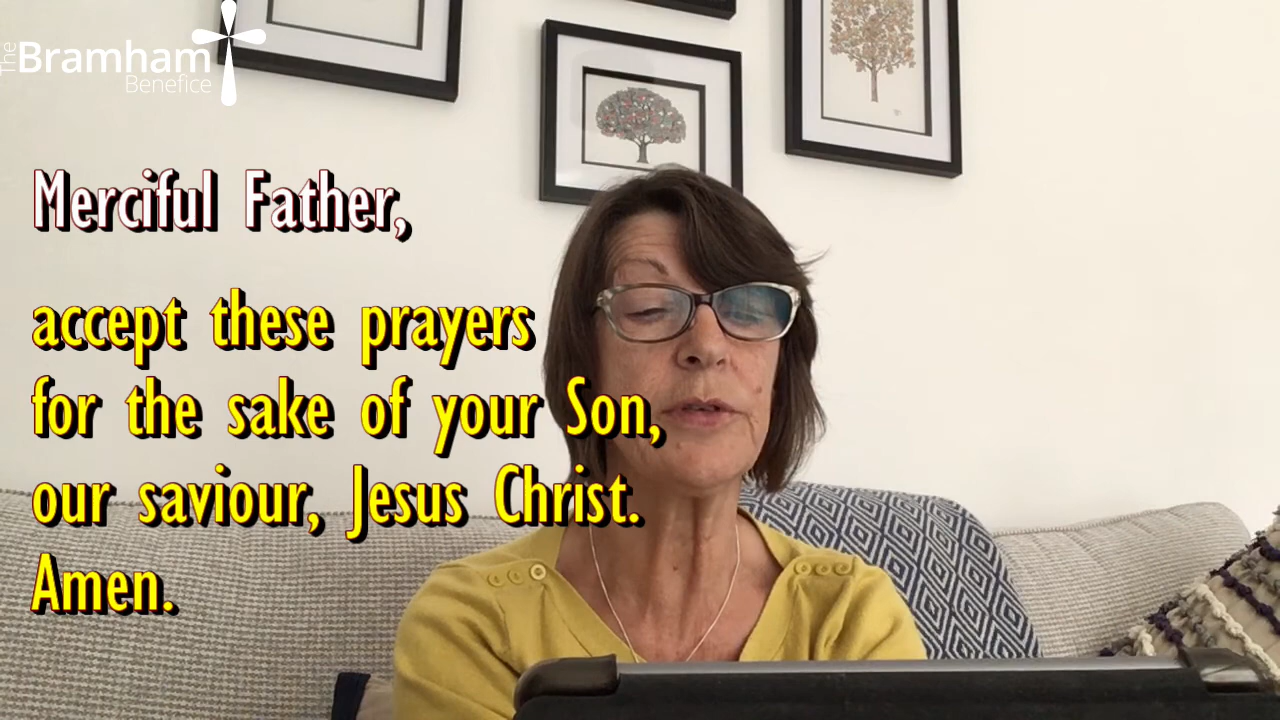 The
Bramham
Benefice
Merciful Father,
accept these prayers
for the sake of your Son,
our saviour, Jesus Christ.
Amen.